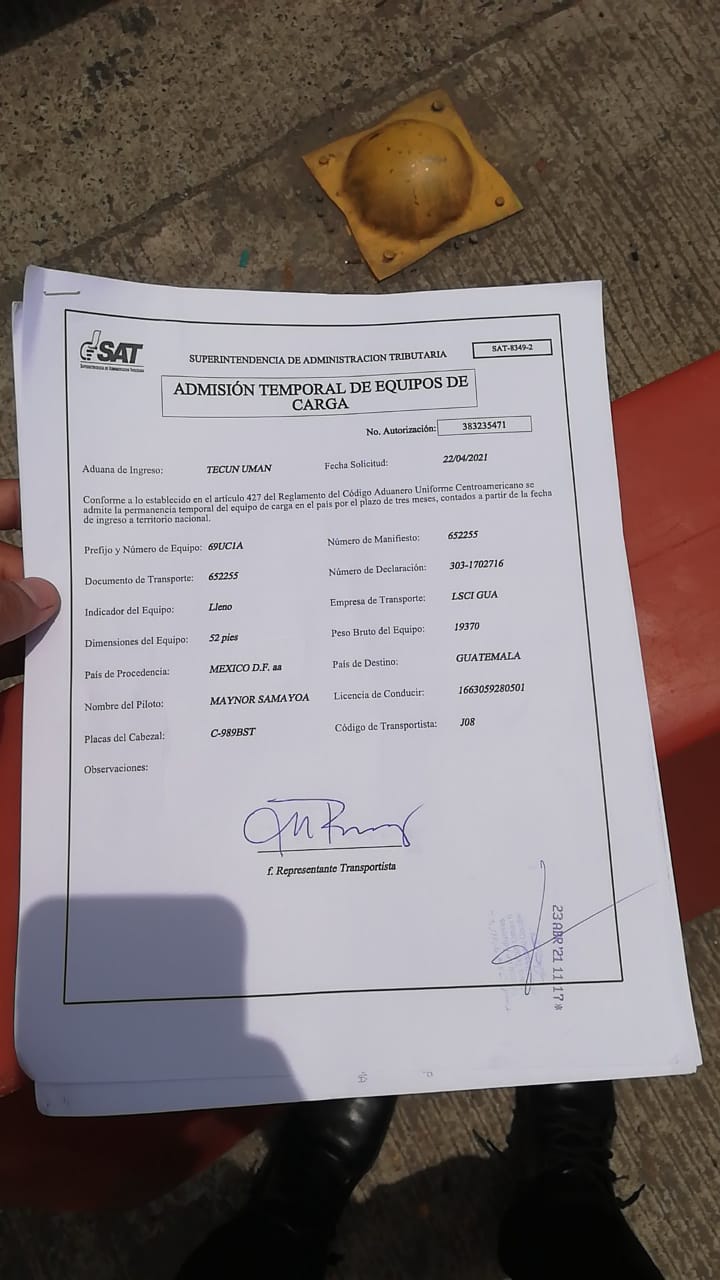 SAT
SUPERINTENDENCIA DE ADMINISTRACION TRIBUTARIA
SAT-8349-2
ADMISIÓN TEMPORAL DE EQUIPOS DE
CARGA
No. Autorización: 383235471
Aduana de Ingreso: TECUN UMAN Fecha Solicitud: 22/04/2021
Conforme a lo establecido en el artículo 427 del Reglamento del Código Aduanero Uniforme Centroamericano se
admite la permanencia temporal del equipo de carga en el país por el plazo de tres meses, contados a partir de la fecha
de ingreso a territorio nacional.
Prefijo y Número de Equipo: 69UC1A Número de Manifiesto: 652255
Documento de Transporte: 652255 Número de Declaración: 303-1702716
Indicador del Equipo: Lleno Empresa de Transporte: LSCI GUA
Dimensiones del Equipo: 52 pies Peso Bruto del Equipo: 19370
País de Procedencia: MEXICO D.F. aa País de Destino: GUATEMALA
Nombre del Piloto: MAYNOR SAMAYOA Licencia de Conducir: 1663059280501
Placas del Cabezal: C-989BST Código de Transportista: J08
Observaciones:
f. Representante Transportista
23 ABR '21 11 17*